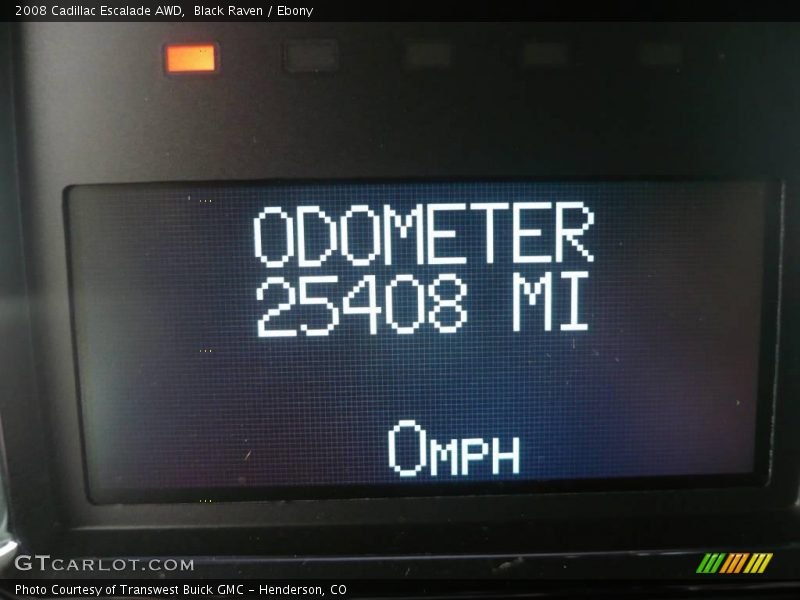 2008 Cadillac Escalade AWD,  Black Raven / Ebony
ODOMETER
25408 MI
0MPH
GTCARLOT.COM
Photo Courtesy of Transwest Buick GMC - Henderson, CO